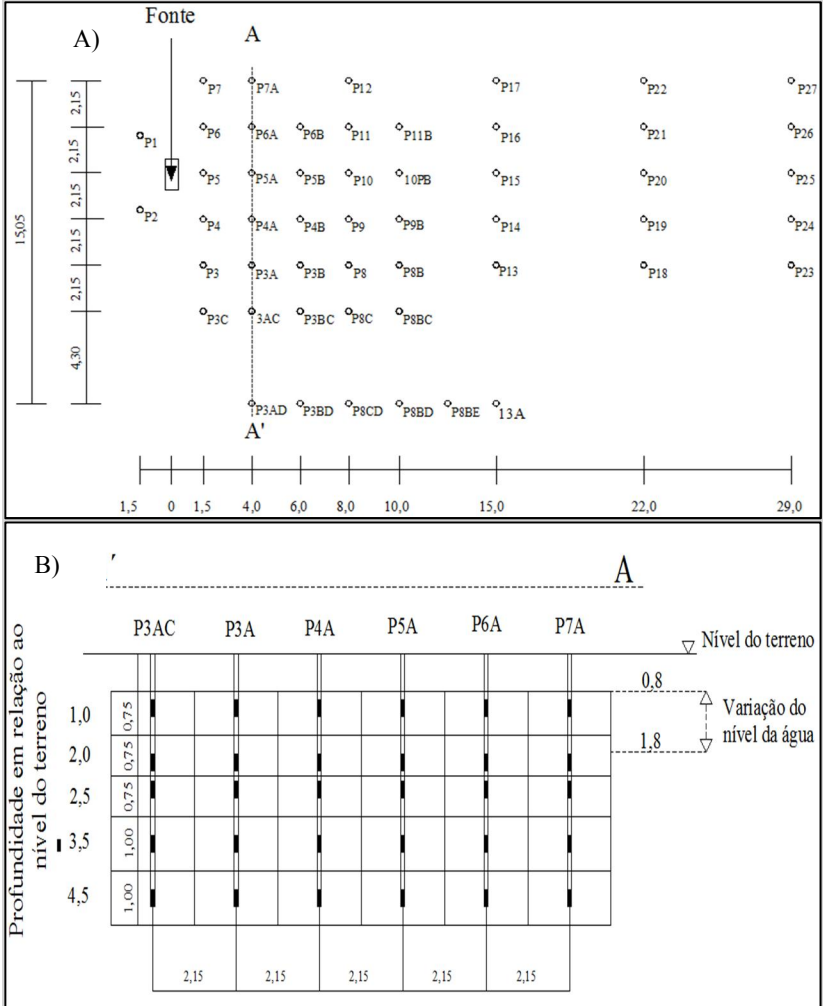 Fonte
A)
A
P7 P7A P12 P17 P22 P27
2,15
P1 P6 P6A P6B P11 P11B P16 P21 P26
2,15
P5 P5A P5B P10 10PB P15 P20 P25
2,15
P2 P4 P4A P4B P9 P9B P14 P19 P24
15,05
2,15
P3 P3A P3B P8 P8B P13 P18 P23
2,15
P3C 3AC P3BC P8C P8BC
4,30
P3AD P3BD P8CD P8BD P8BE 13A
A'
1,5 0 1,5 4,0 6,0 8,0 10,0 15,0 22,0 29,0
B)
' A
P3AC P3A P4A P5A P6A P7A
Nível do terreno
Profundidade em relação ao
nível do terreno
0,8
1,0 0,75
Variação do
nível da água
1,8
2,0 0,75
2,5 0,75
3,5 1,00
4,5 1,00
2,15 2,15 2,15 2,15 2,15